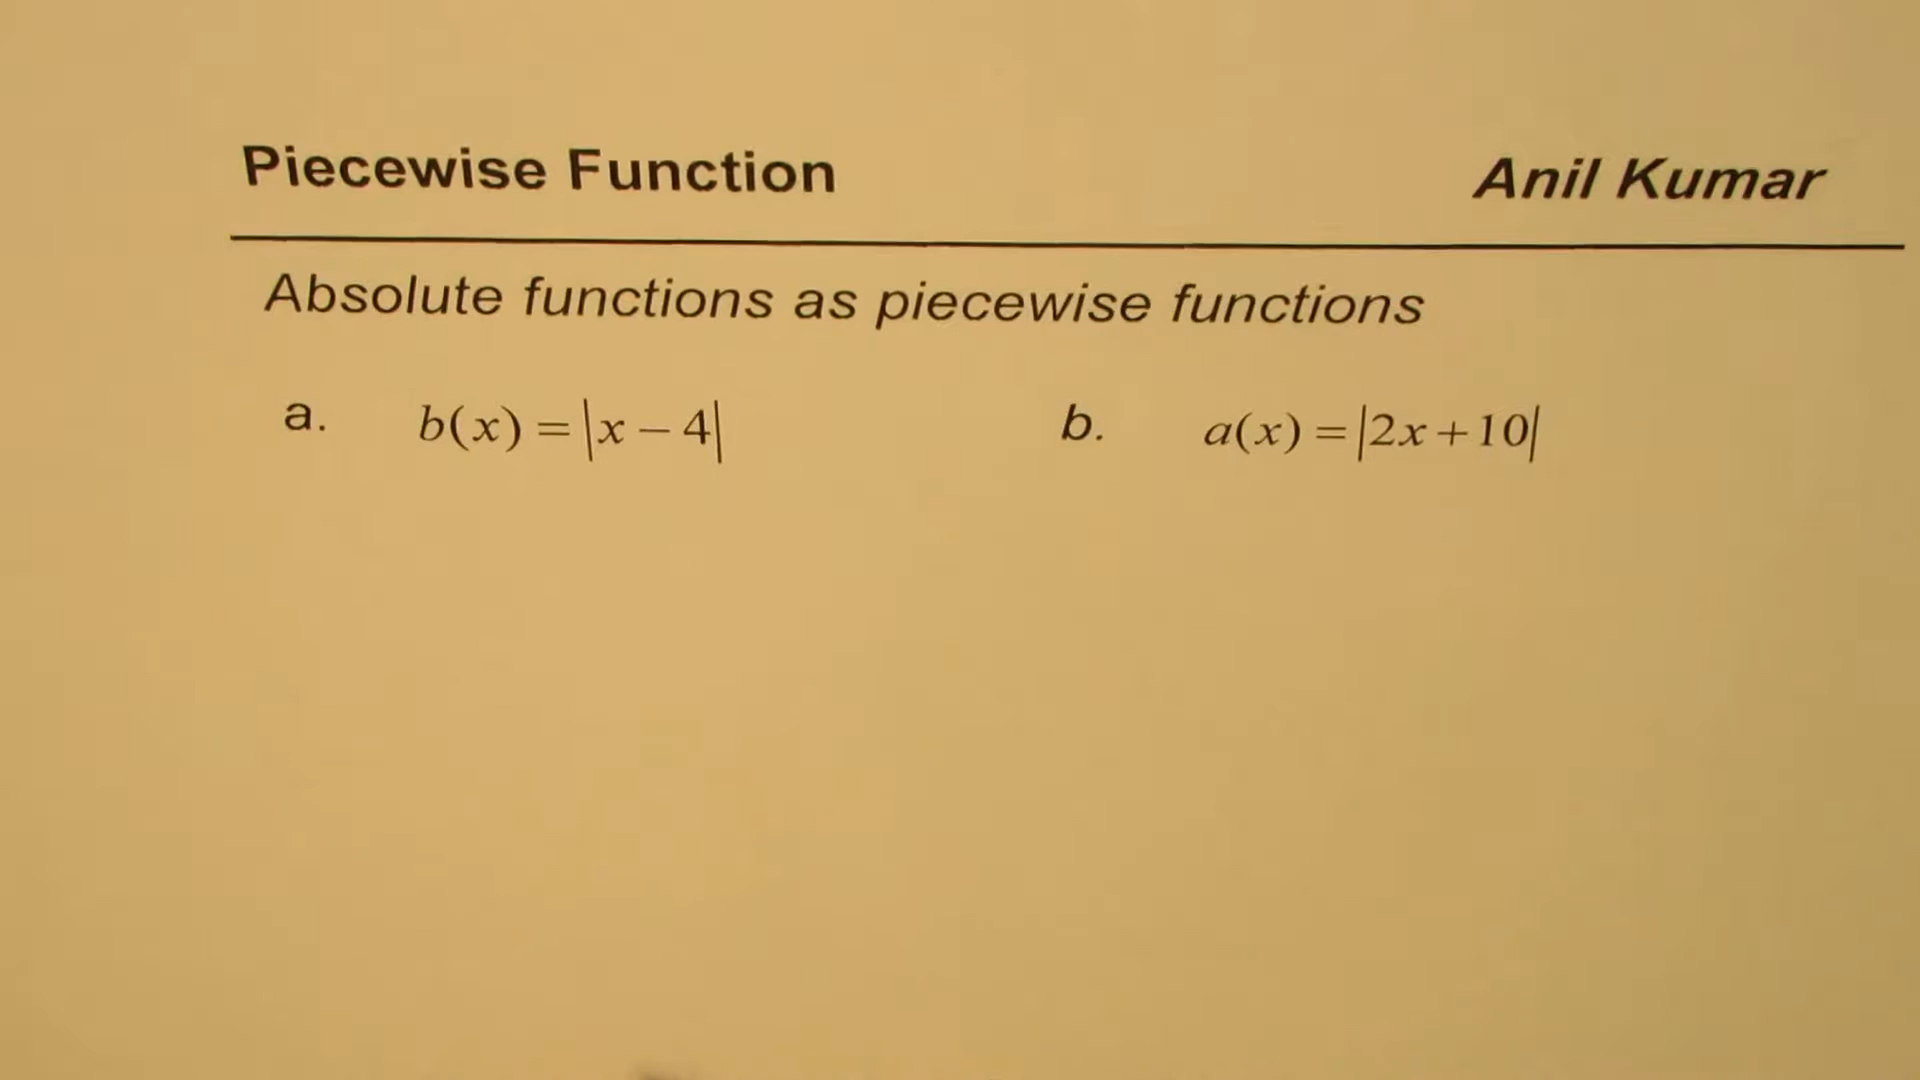 Piecewise Function Anil Kumar
Absolute functions as piecewise functions
a. b(x) = |x – 4| b. a(x) = |2x + 10|